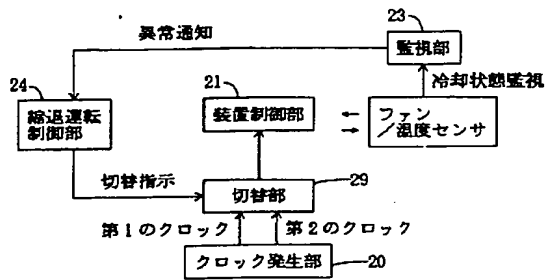 23
異常通知
監視部
24
21
冷却状態監視
縮退運転
制御部
装置制御部
ファン
/温度センサ
切替指示
29
切替部
第1のクロック
第2のクロック
クロック発生部
20